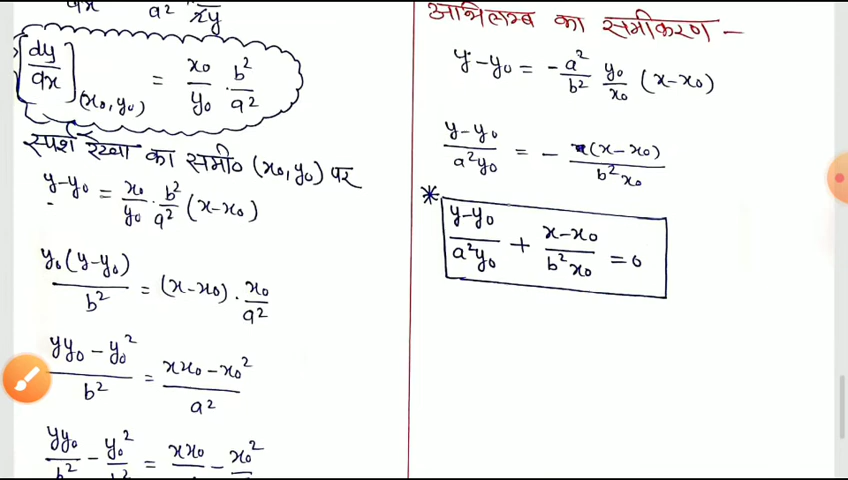 a² xy
[dy/dx](x₀,y₀) = x₀/y₀ · b²/a²
स्पर्श रेखा का समी० (x₀,y₀) पर
y-y₀ = x₀/y₀ · b²/a² (x-x₀)
y₀(y-y₀)/b² = (x-x₀) · x₀/a²
yy₀ - y₀²/b² = xx₀ - x₀²/a²
yy₀/b² - y₀²/b² = xx₀ - x₀²
अभिलम्ब का समीकरण -
y-y₀ = -a²/b² y₀/x₀ (x-x₀)
y-y₀/a²y₀ = - (x-x₀)/b²x₀
* y-y₀/a²y₀ + x-x₀/b²x₀ = 0